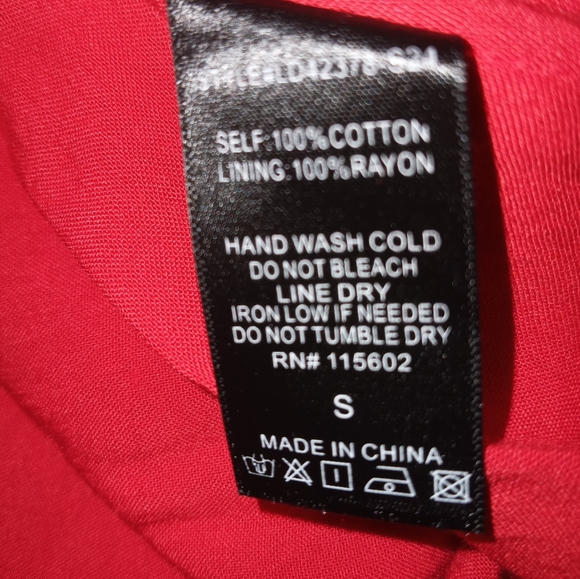 SELF:100%COTTON
LINING:100%RAYON
HAND WASH COLD
DO NOT BLEACH
LINE DRY
IRON LOW IF NEEDED
DO NOT TUMBLE DRY
RN# 115602
S
MADE IN CHINA